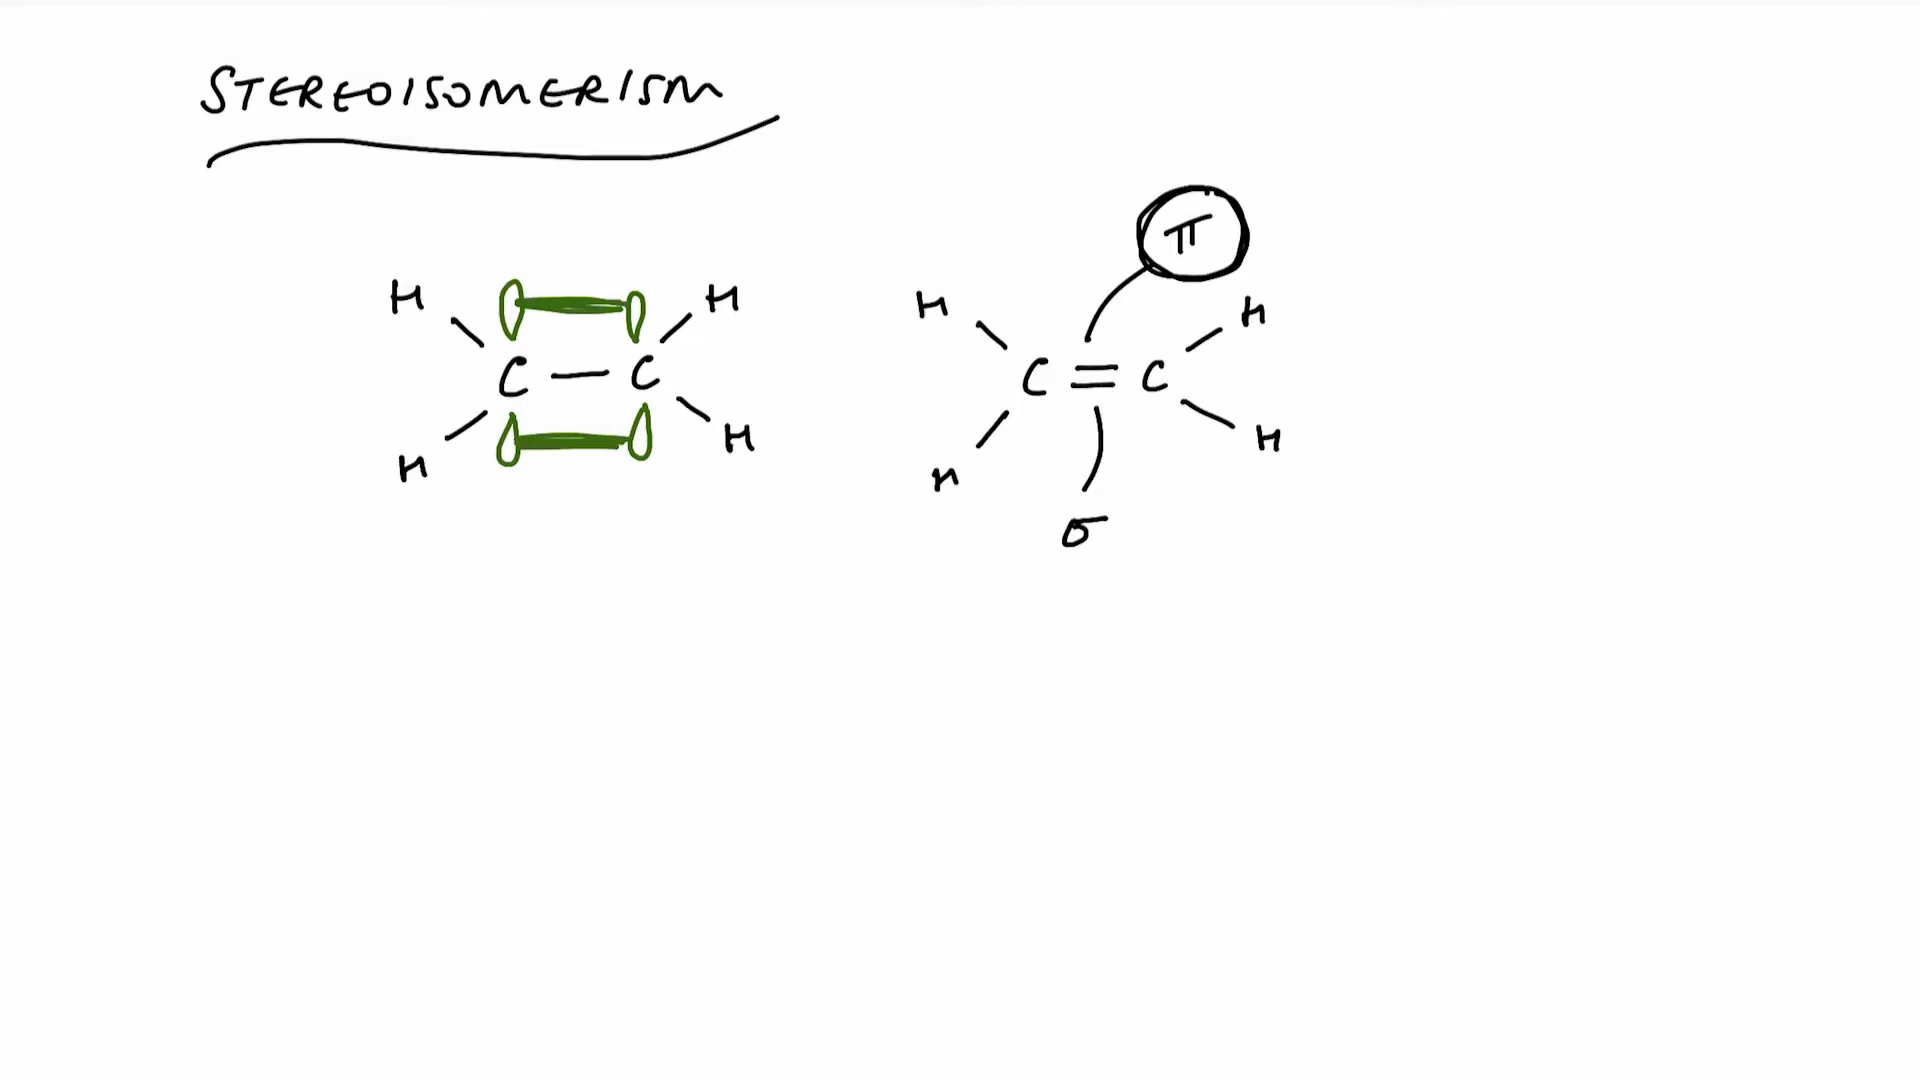 STEREOISOMERISM
π
H H H H
C — C C = C
H H H H
σ